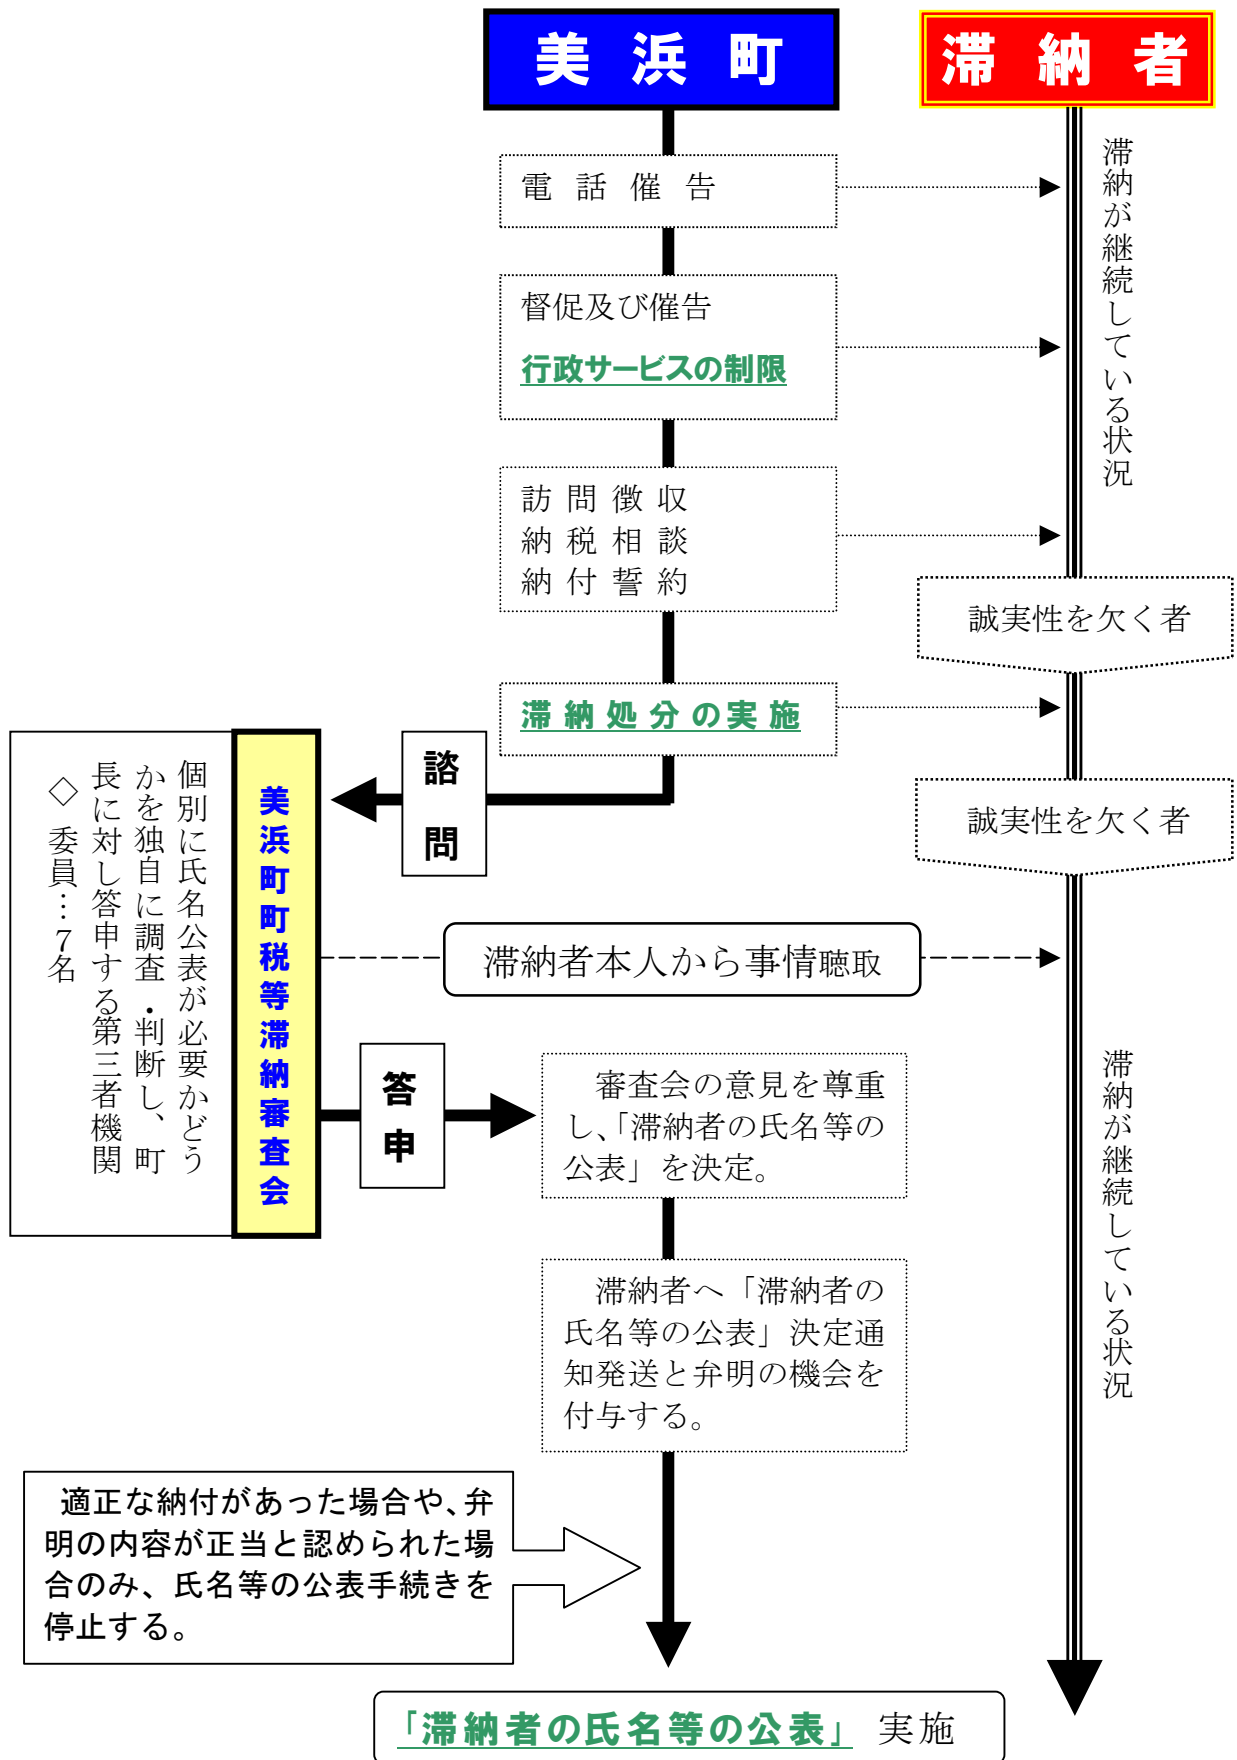 美浜町
滞納者
電話催告
督促及び催告
行政サービスの制限
訪問徴収
納税相談
納付誓約
滞納処分の実施
滞納が継続している状況
誠実性を欠く者
誠実性を欠く者
諮問
美浜町町税等滞納審査会
個別に氏名公表が必要かどう
かを独自に調査・判断し、町
長に対し答申する第三者機関
◇ 委員…7名
滞納者本人から事情聴取
答申
審査会の意見を尊重
し、「滞納者の氏名等の
公表」を決定。
滞納者へ「滞納者の
氏名等の公表」決定通
知発送と弁明の機会を
付与する。
滞納が継続している状況
適正な納付があった場合や、弁
明の内容が正当と認められた場
合のみ、氏名等の公表手続きを
停止する。
「滞納者の氏名等の公表」 実施